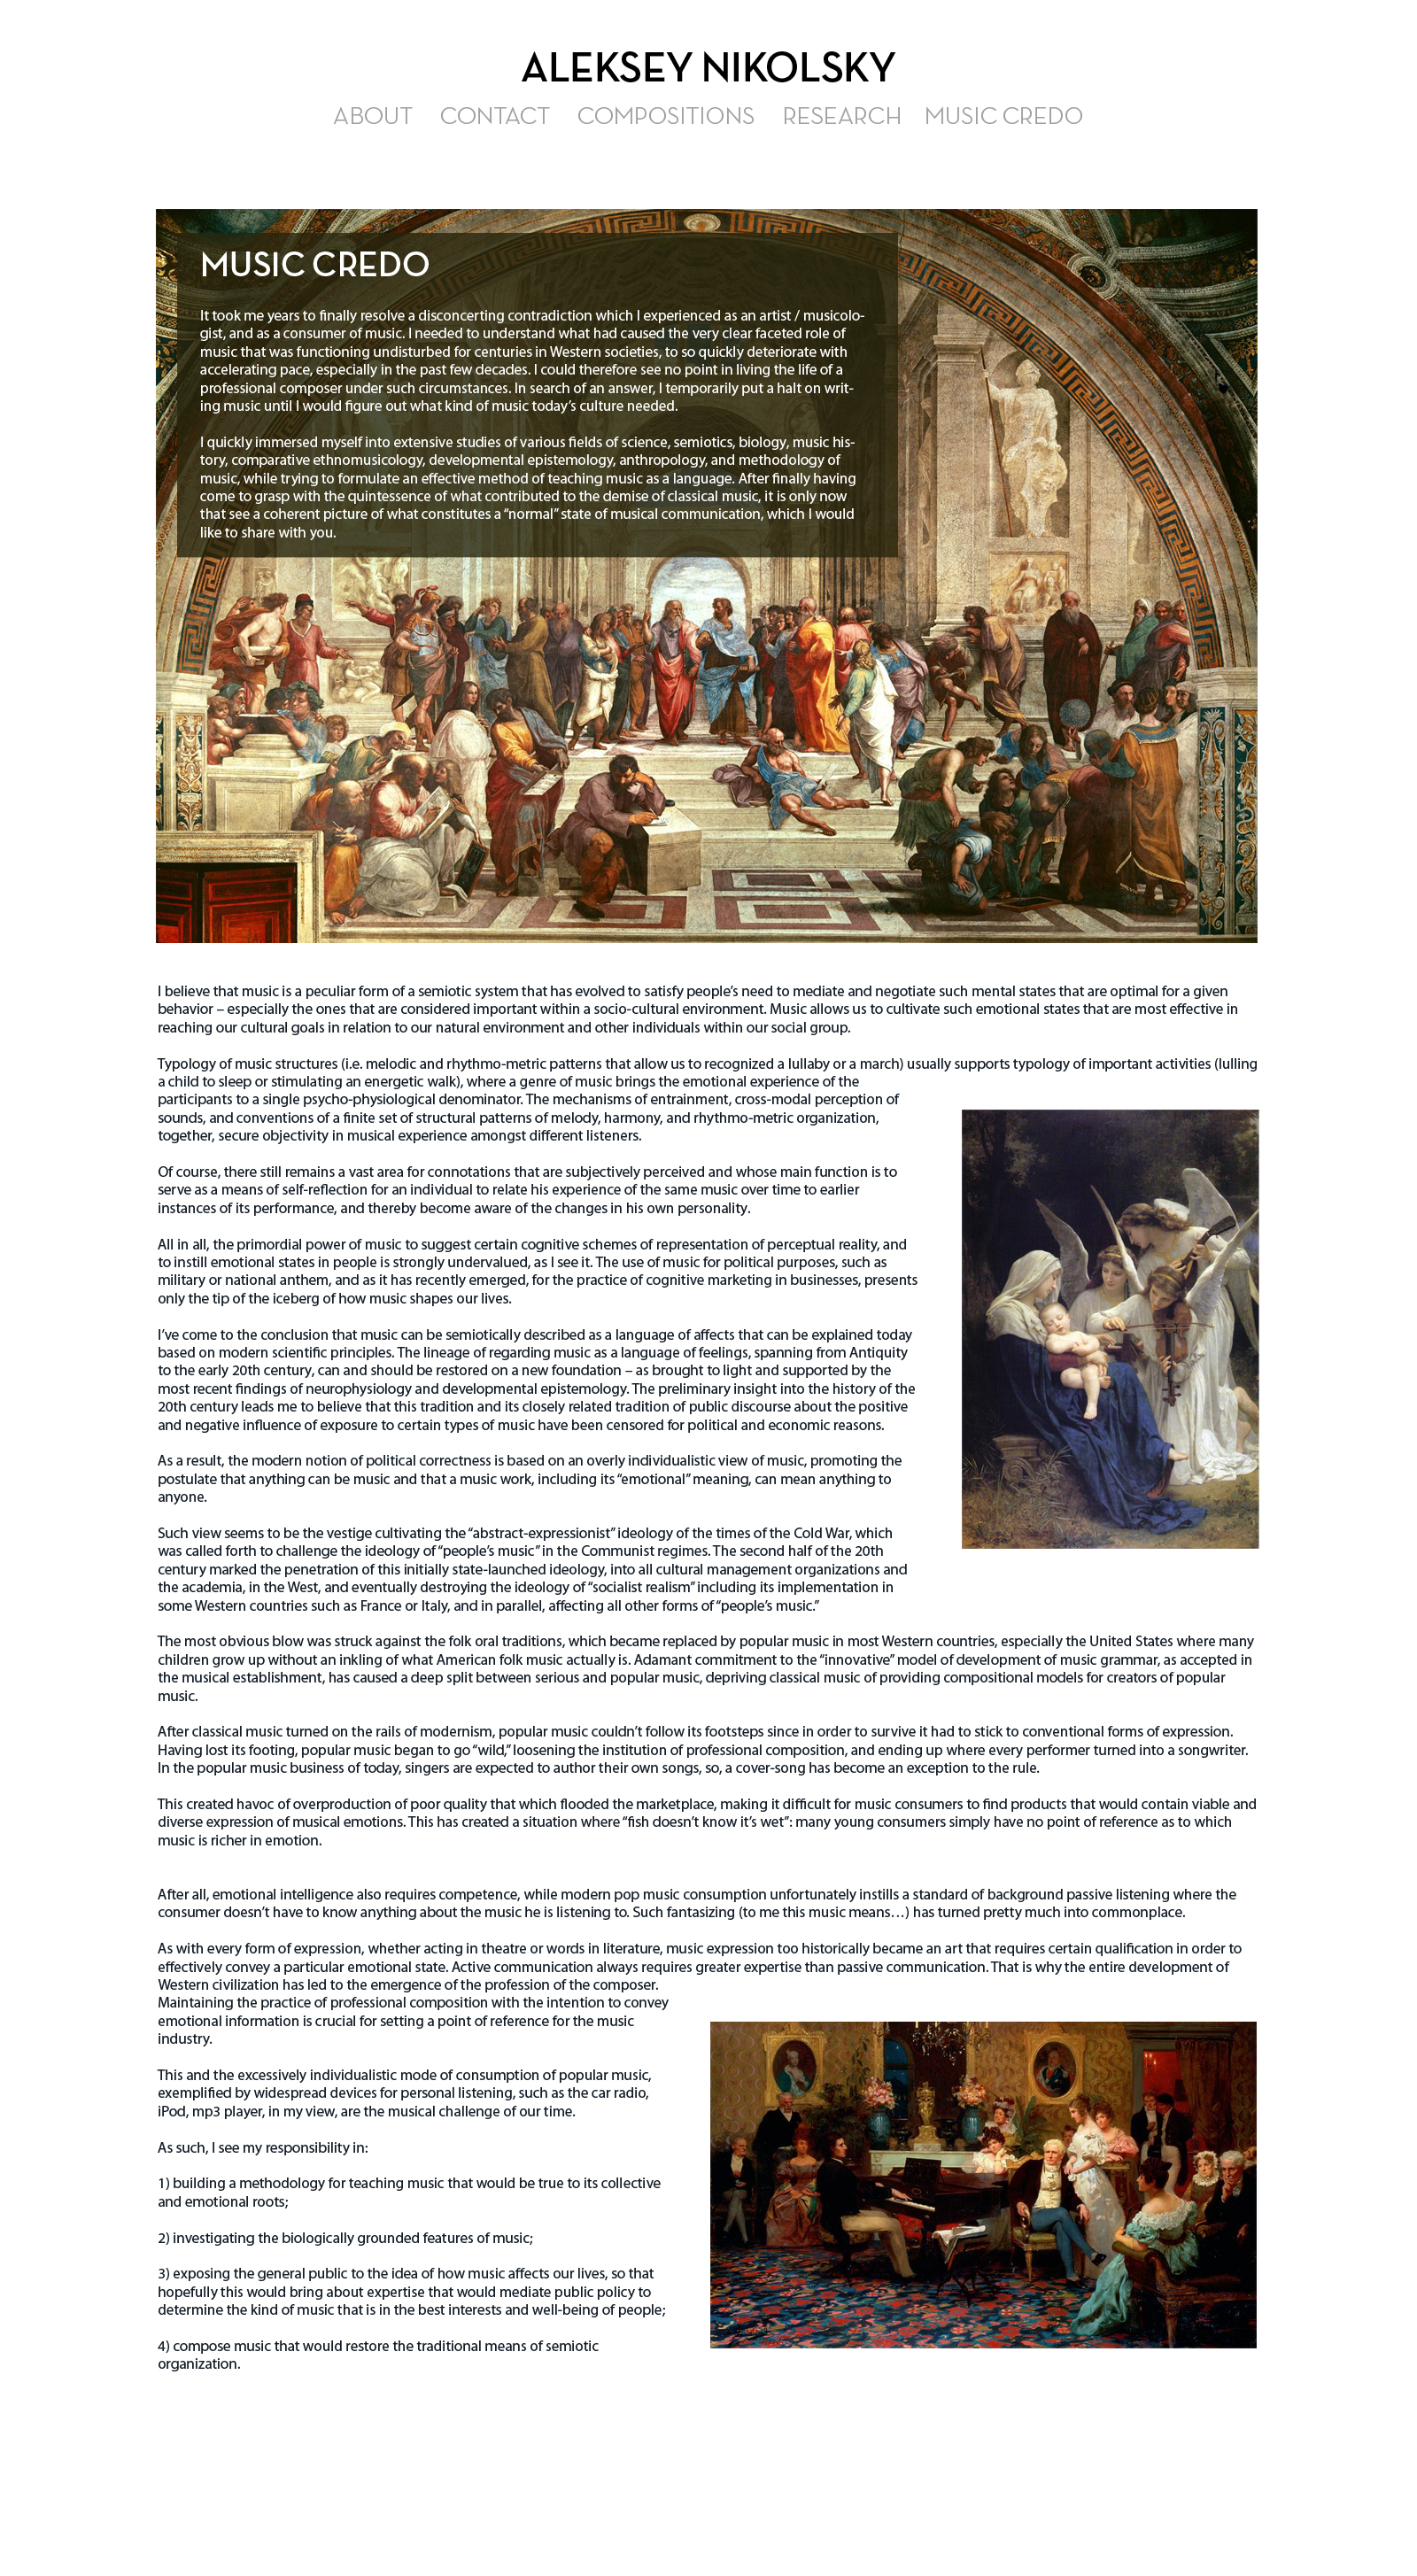 ALEKSEY NIKOLSKY
ABOUT CONTACT COMPOSITIONS RESEARCH MUSIC CREDO
MUSIC CREDO
It took me years to finally resolve a disconcerting contradiction which I experienced as an artist / musicolo-
gist, and as a consumer of music. I needed to understand what had caused the very clear faceted role of
music that was functioning undisturbed for centuries in Western societies, to so quickly deteriorate with
accelerating pace, especially in the past few decades. I could therefore see no point in living the life of a
professional composer under such circumstances. In search of an answer, I temporarily put a halt on writ-
ing music until I would figure out what kind of music today’s culture needed.
I quickly immersed myself into extensive studies of various fields of science, semiotics, biology, music his-
tory, comparative ethnomusicology, developmental epistemology, anthropology, and methodology of
music, while trying to formulate an effective method of teaching music as a language. After finally having
come to grasp with the quintessence of what contributed to the demise of classical music, it is only now
that see a coherent picture of what constitutes a “normal” state of musical communication, which I would
like to share with you.
I believe that music is a peculiar form of a semiotic system that has evolved to satisfy people’s need to mediate and negotiate such mental states that are optimal for a given
behavior – especially the ones that are considered important within a socio-cultural environment. Music allows us to cultivate such emotional states that are most effective in
reaching our cultural goals in relation to our natural environment and other individuals within our social group.
Typology of music structures (i.e. melodic and rhythmo-metric patterns that allow us to recognized a lullaby or a march) usually supports typology of important activities (lulling
a child to sleep or stimulating an energetic walk), where a genre of music brings the emotional experience of the
participants to a single psycho-physiological denominator. The mechanisms of entrainment, cross-modal perception of
sounds, and conventions of a finite set of structural patterns of melody, harmony, and rhythmo-metric organization,
together, secure objectivity in musical experience amongst different listeners.
Of course, there still remains a vast area for connotations that are subjectively perceived and whose main function is to
serve as a means of self-reflection for an individual to relate his experience of the same music over time to earlier
instances of its performance, and thereby become aware of the changes in his own personality.
All in all, the primordial power of music to suggest certain cognitive schemes of representation of perceptual reality, and
to instill emotional states in people is strongly undervalued, as I see it. The use of music for political purposes, such as
military or national anthem, and as it has recently emerged, for the practice of cognitive marketing in businesses, presents
only the tip of the iceberg of how music shapes our lives.
I’ve come to the conclusion that music can be semiotically described as a language of affects that can be explained today
based on modern scientific principles. The lineage of regarding music as a language of feelings, spanning from Antiquity
to the early 20th century, can and should be restored on a new foundation – as brought to light and supported by the
most recent findings of neurophysiology and developmental epistemology. The preliminary insight into the history of the
20th century leads me to believe that this tradition and its closely related tradition of public discourse about the positive
and negative influence of exposure to certain types of music have been censored for political and economic reasons.
As a result, the modern notion of political correctness is based on an overly individualistic view of music, promoting the
postulate that anything can be music and that a music work, including its “emotional” meaning, can mean anything to
anyone.
Such view seems to be the vestige cultivating the “abstract-expressionist” ideology of the times of the Cold War, which
was called forth to challenge the ideology of “people’s music” in the Communist regimes. The second half of the 20th
century marked the penetration of this initially state-launched ideology, into all cultural management organizations and
the academia, in the West, and eventually destroying the ideology of “socialist realism” including its implementation in
some Western countries such as France or Italy, and in parallel, affecting all other forms of “people’s music.”
The most obvious blow was struck against the folk oral traditions, which became replaced by popular music in most Western countries, especially the United States where many
children grow up without an inkling of what American folk music actually is. Adamant commitment to the “innovative” model of development of music grammar, as accepted in
the musical establishment, has caused a deep split between serious and popular music, depriving classical music of providing compositional models for creators of popular
music.
After classical music turned on the rails of modernism, popular music couldn’t follow its footsteps since in order to survive it had to stick to conventional forms of expression.
Having lost its footing, popular music began to go “wild,” loosening the institution of professional composition, and ending up where every performer turned into a songwriter.
In the popular music business of today, singers are expected to author their own songs, so, a cover-song has become an exception to the rule.
This created havoc of overproduction of poor quality that which flooded the marketplace, making it difficult for music consumers to find products that would contain viable and
diverse expression of musical emotions. This has created a situation where “fish doesn’t know it’s wet”: many young consumers simply have no point of reference as to which
music is richer in emotion.
After all, emotional intelligence also requires competence, while modern pop music consumption unfortunately instills a standard of background passive listening where the
consumer doesn’t have to know anything about the music he is listening to. Such fantasizing (to me this music means…) has turned pretty much into commonplace.
As with every form of expression, whether acting in theatre or words in literature, music expression too historically became an art that requires certain qualification in order to
effectively convey a particular emotional state. Active communication always requires greater expertise than passive communication. That is why the entire development of
Western civilization has led to the emergence of the profession of the composer.
Maintaining the practice of professional composition with the intention to convey
emotional information is crucial for setting a point of reference for the music
industry.
This and the excessively individualistic mode of consumption of popular music,
exemplified by widespread devices for personal listening, such as the car radio,
iPod, mp3 player, in my view, are the musical challenge of our time.
As such, I see my responsibility in:
1) building a methodology for teaching music that would be true to its collective
and emotional roots;
2) investigating the biologically grounded features of music;
3) exposing the general public to the idea of how music affects our lives, so that
hopefully this would bring about expertise that would mediate public policy to
determine the kind of music that is in the best interests and well-being of people;
4) compose music that would restore the traditional means of semiotic
organization.